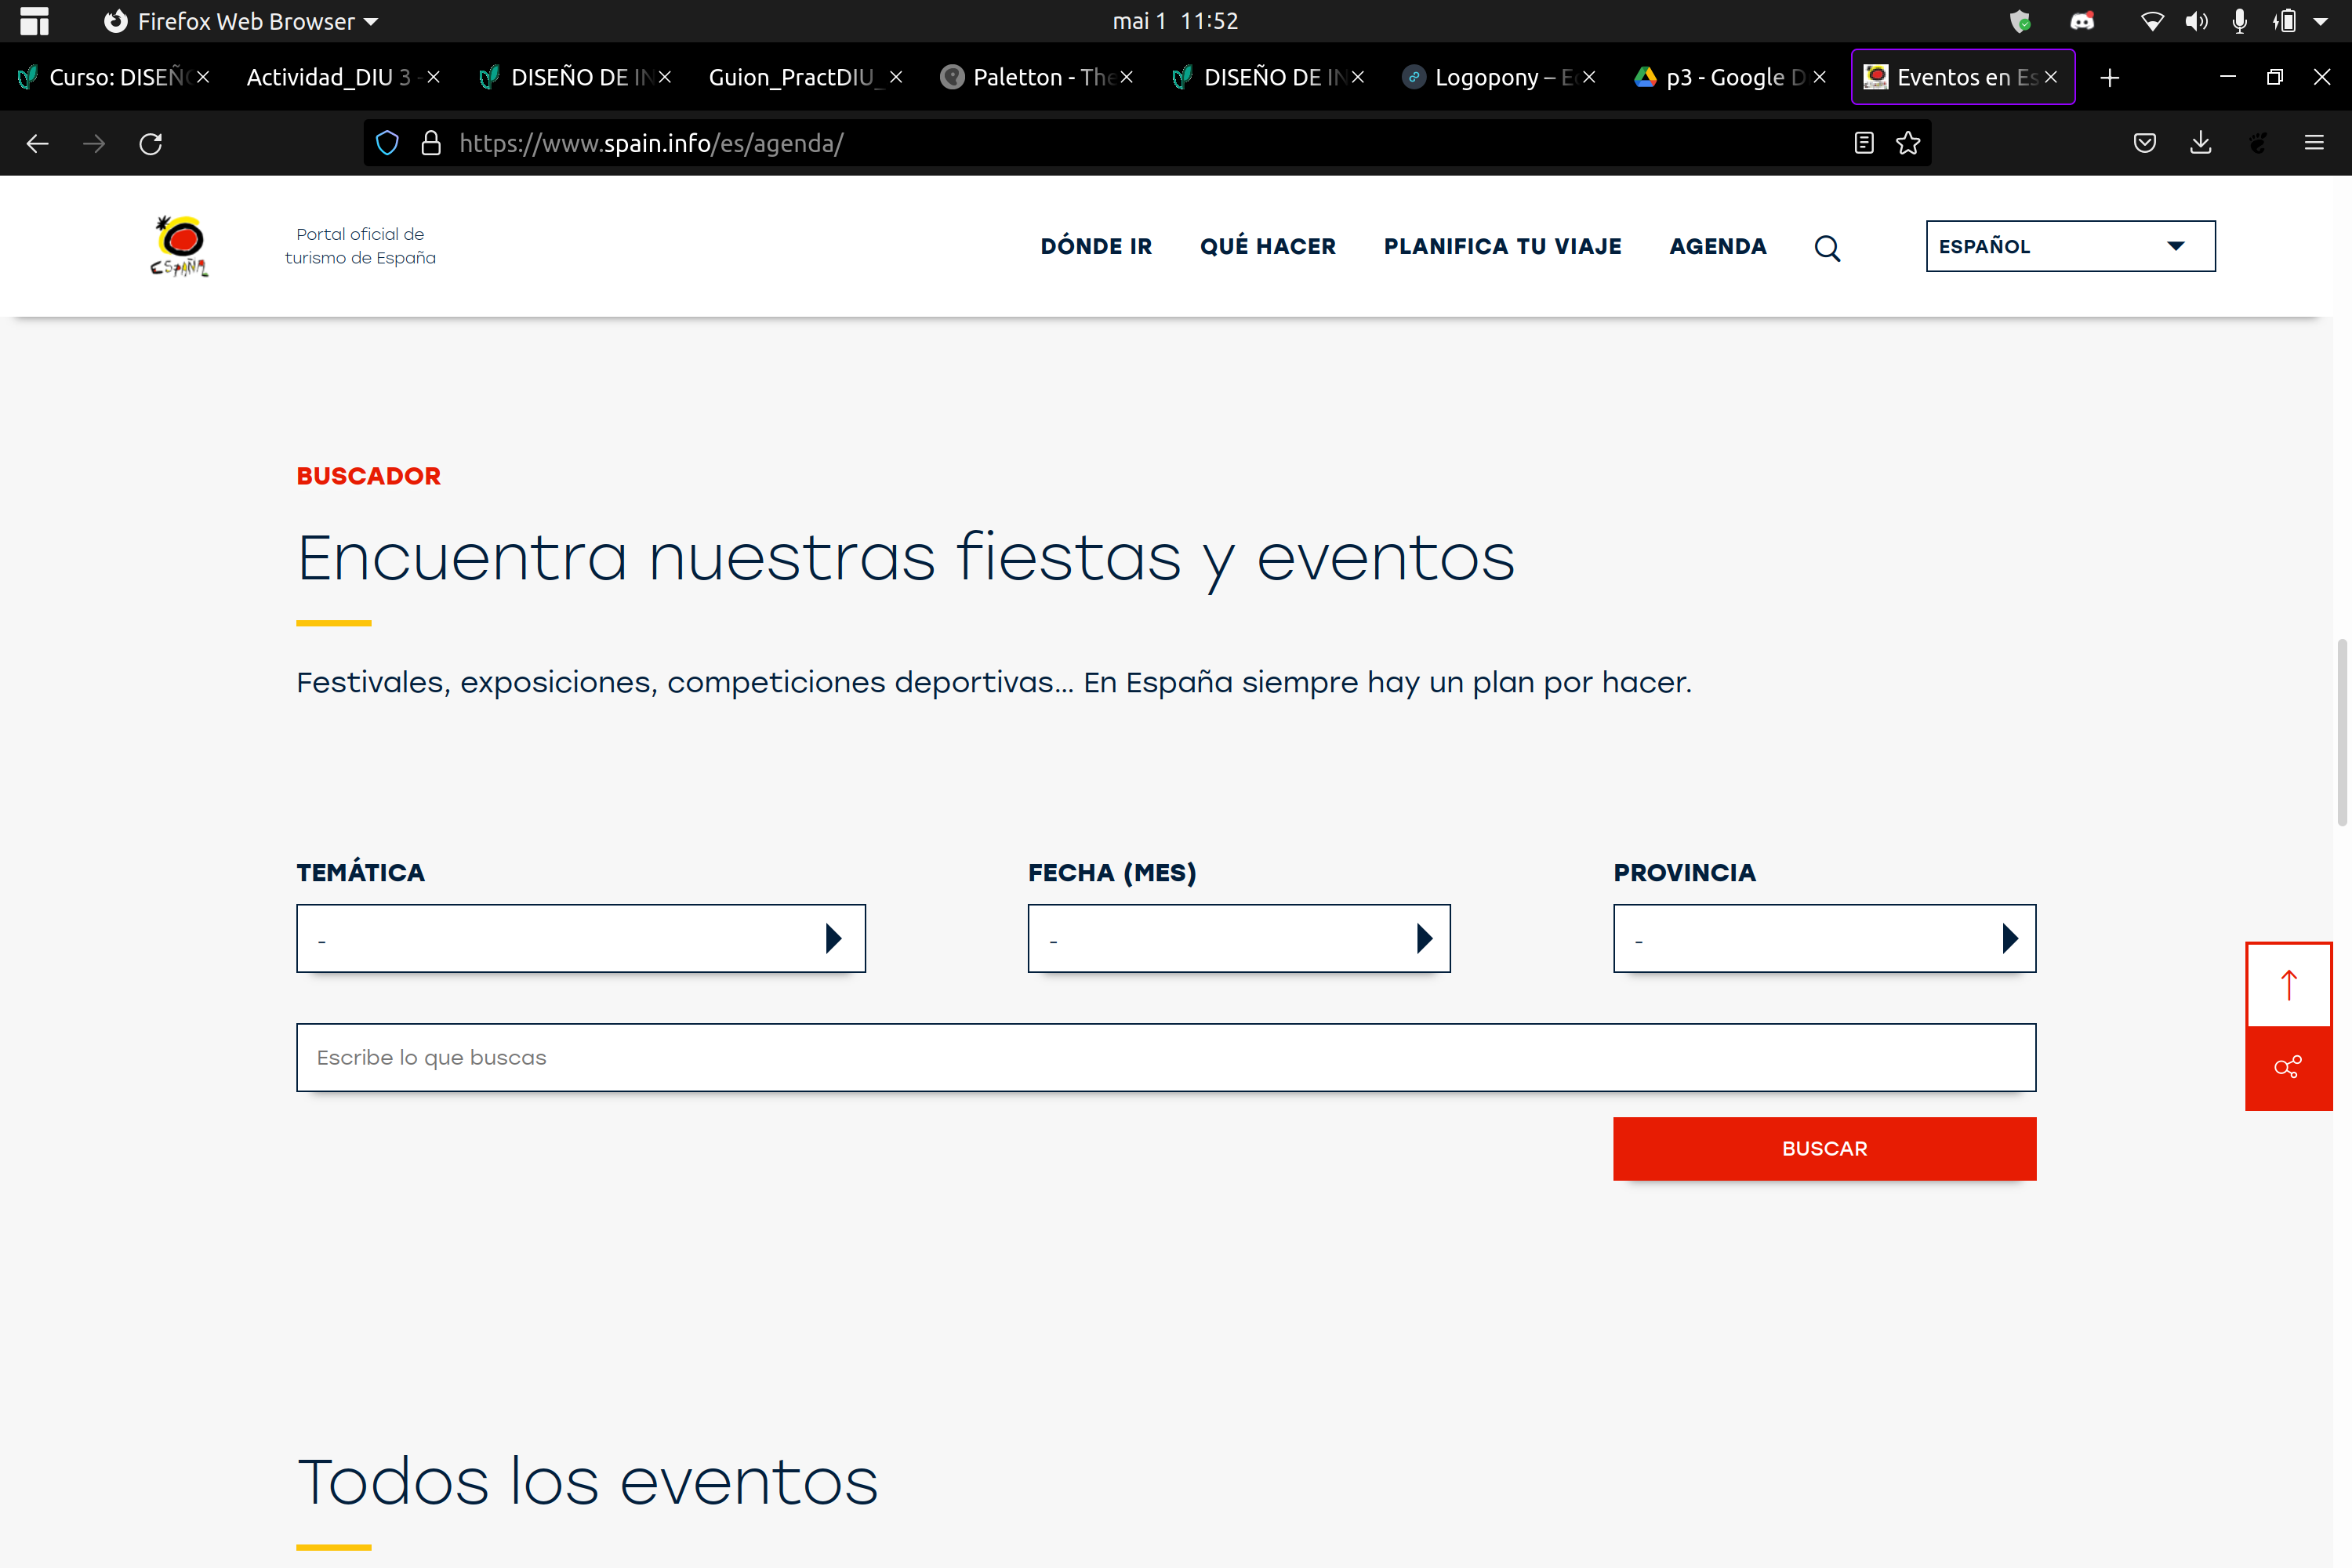 Firefox Web Browser
mai 1 11:52
Curso: DISEÑ
Actividad_DIU 3 -
DISEÑO DE IN
Guion_PractDIU_
Paletton - The
DISEÑO DE IN
Logopony – Ec
p3 - Google D
Eventos en Es
https://www.spain.info/es/agenda/
ESPAÑA
Portal oficial de
turismo de España
DÓNDE IR
QUÉ HACER
PLANIFICA TU VIAJE
AGENDA
ESPAÑOL
BUSCADOR
Encuentra nuestras fiestas y eventos
Festivales, exposiciones, competiciones deportivas... En España siempre hay un plan por hacer.
TEMÁTICA
FECHA (MES)
PROVINCIA
-
-
-
Escribe lo que buscas
BUSCAR
Todos los eventos